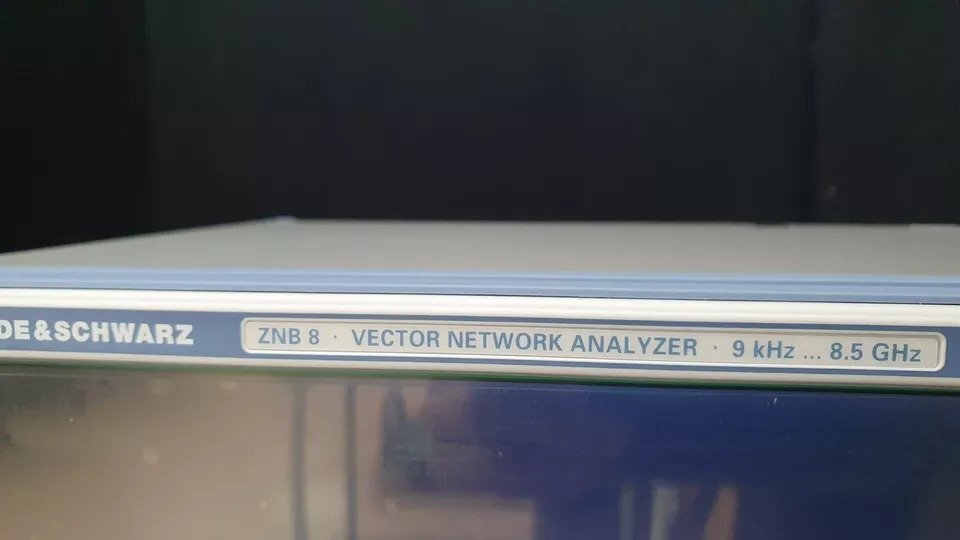 DE&SCHWARZ ZNB 8 · VECTOR NETWORK ANALYZER · 9 kHz ... 8.5 GHz